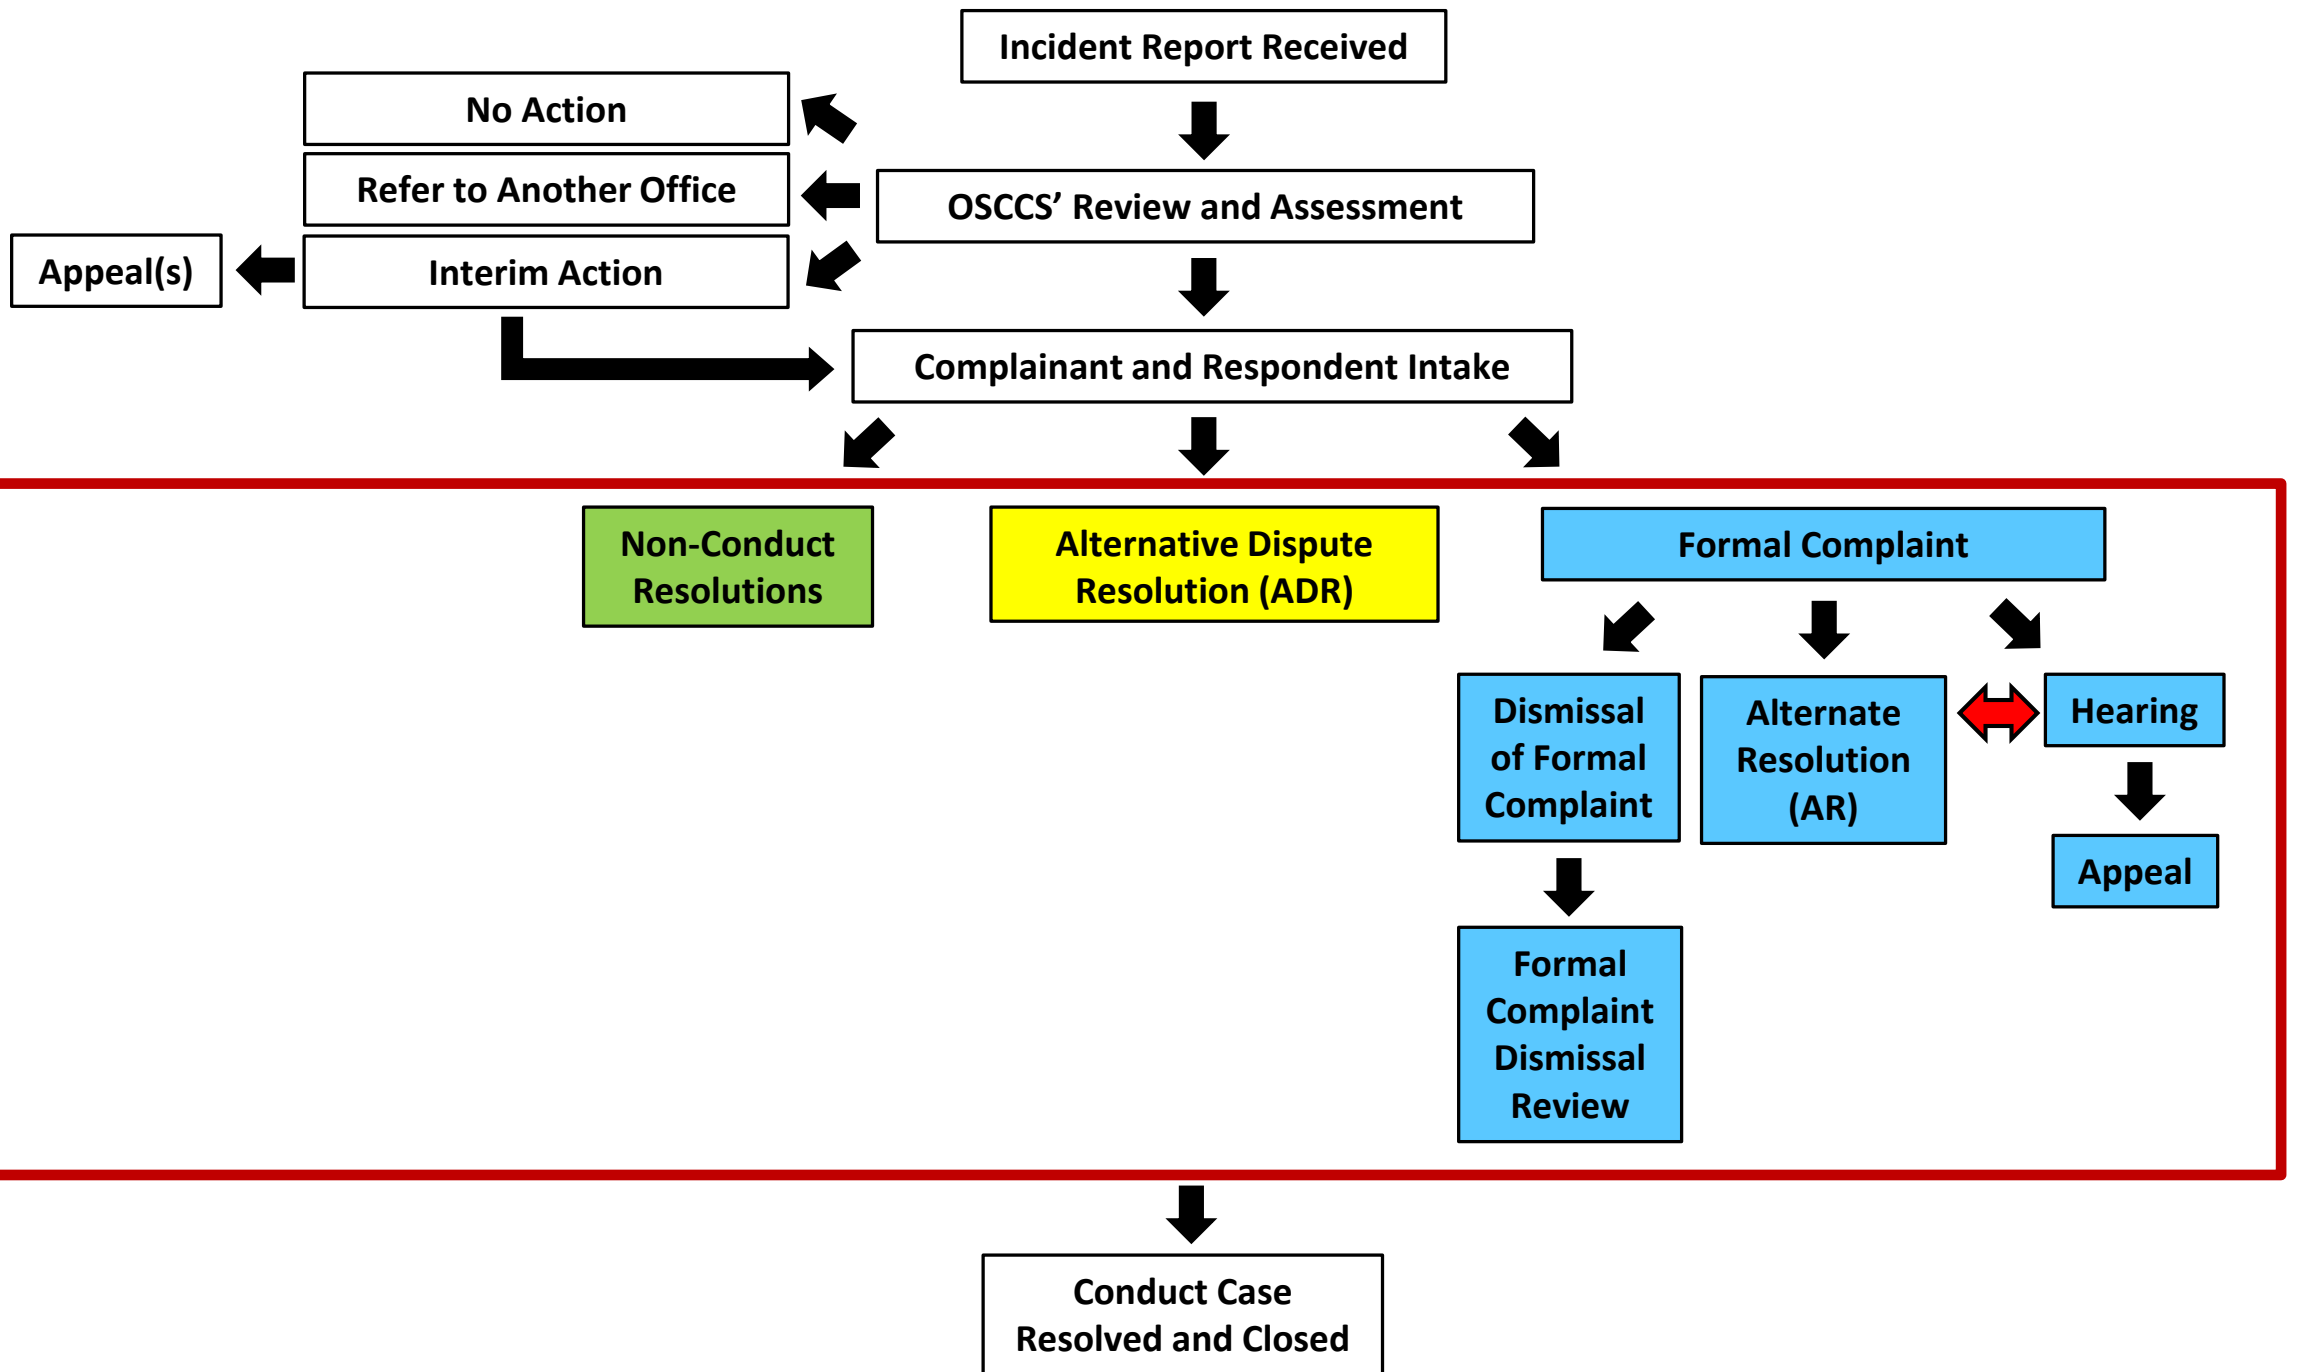 Incident Report Received
No Action
Refer to Another Office
OSCCS’ Review and Assessment
Appeal(s)
Interim Action
Complainant and Respondent Intake
Non-Conduct
Resolutions
Alternative Dispute
Resolution (ADR)
Formal Complaint
Dismissal
of Formal
Complaint
Alternate
Resolution
(AR)
Hearing
Appeal
Formal
Complaint
Dismissal
Review
Conduct Case
Resolved and Closed